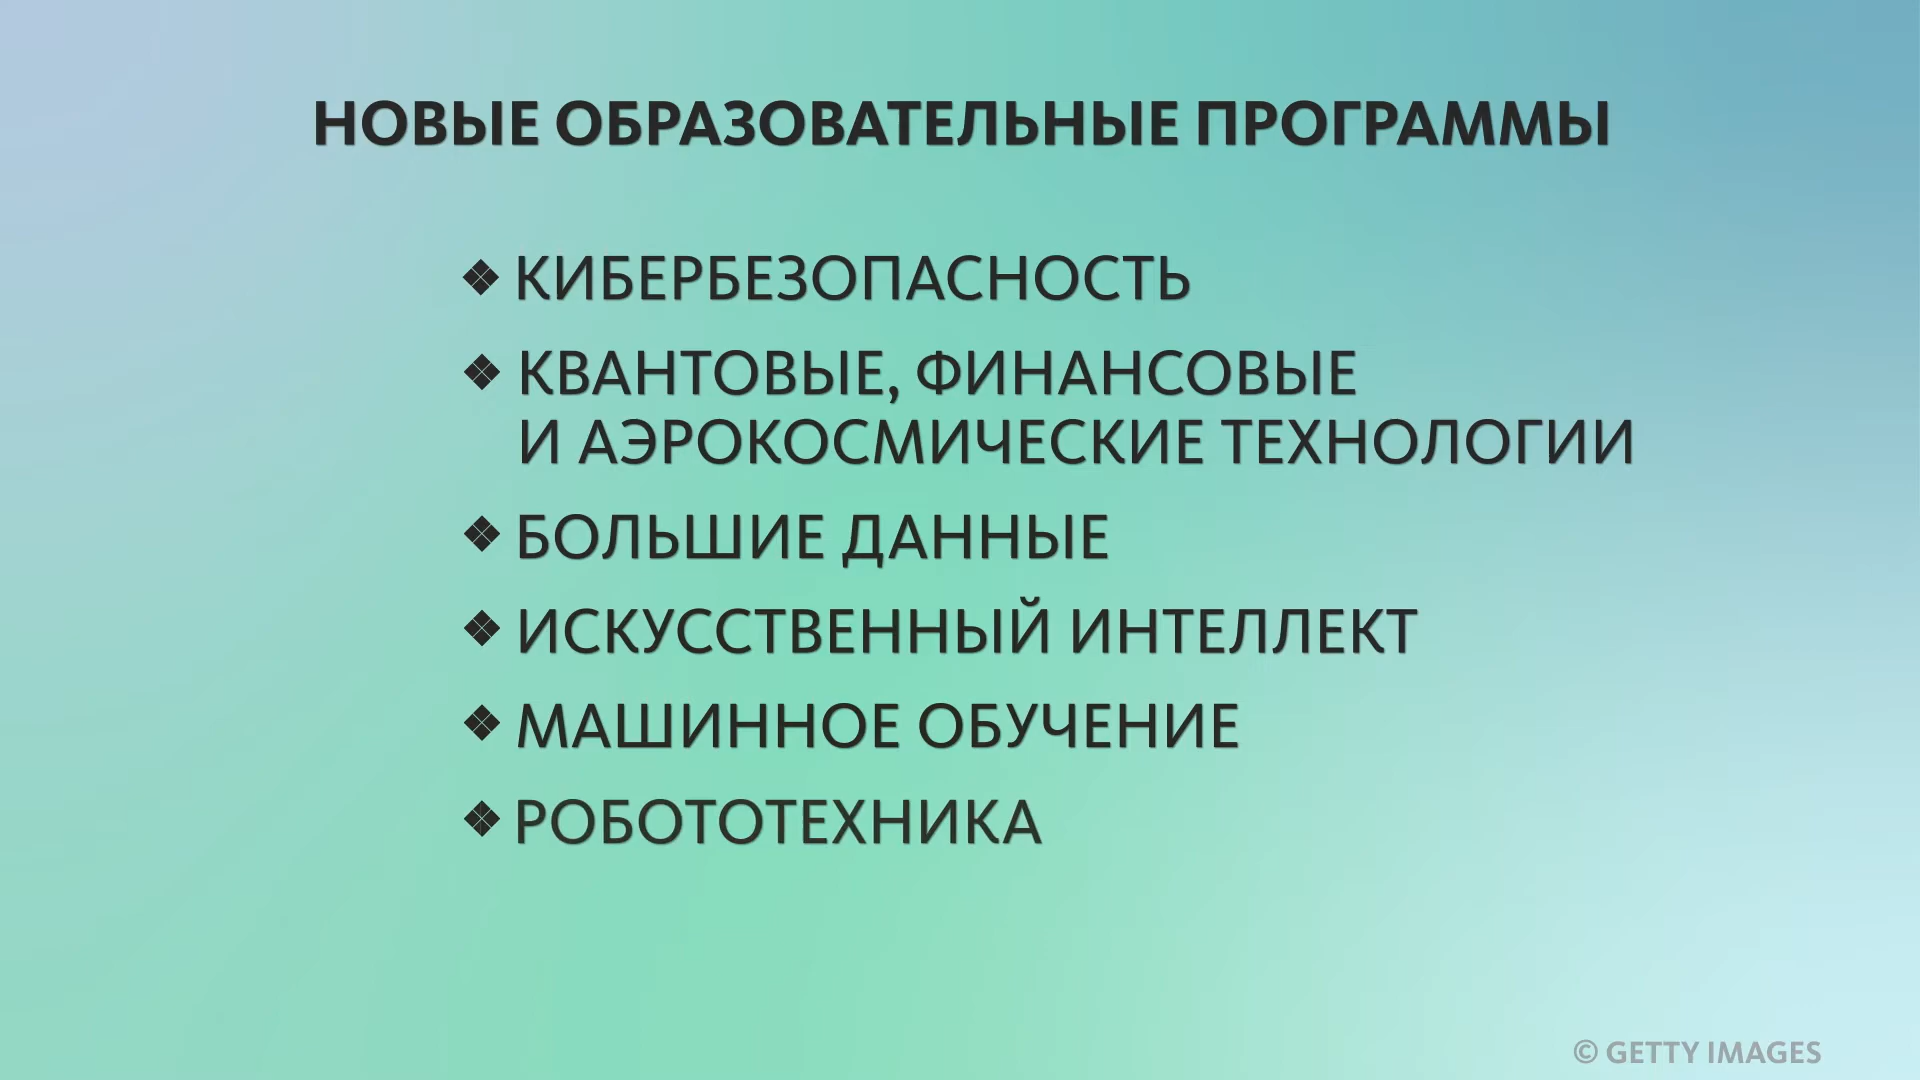 НОВЫЕ ОБРАЗОВАТЕЛЬНЫЕ ПРОГРАММЫ
❖ КИБЕРБЕЗОПАСНОСТЬ
❖ КВАНТОВЫЕ, ФИНАНСОВЫЕ
И АЭРОКОСМИЧЕСКИЕ ТЕХНОЛОГИИ
❖ БОЛЬШИЕ ДАННЫЕ
❖ ИСКУССТВЕННЫЙ ИНТЕЛЛЕКТ
❖ МАШИННОЕ ОБУЧЕНИЕ
❖ РОБОТОТЕХНИКА
© GETTY IMAGES